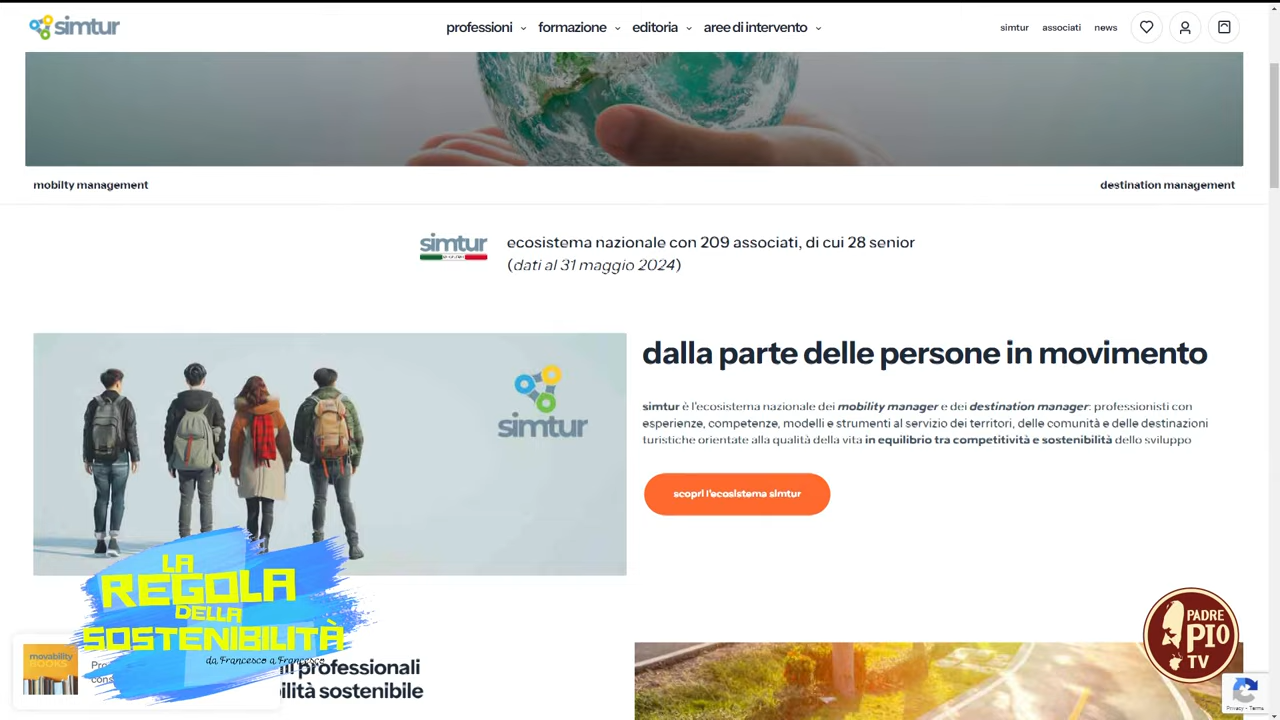 simtur
professioni
formazione
editoria
aree di intervento
simtur
associati
news
mobilty management
destination management
simtur
ecosistema nazionale con 209 associati, di cui 28 senior
(dati al 31 maggio 2024)
simtur
dalla parte delle persone in movimento
simtur è l'ecosistema nazionale dei mobility manager e dei destination manager: professionisti con
esperienze, competenze, modelli e strumenti al servizio dei territori, delle comunità e delle destinazioni
turistiche orientate alla qualità della vita in equilibrio tra competitività e sostenibilità dello sviluppo
scopri l'ecosistema simtur
LA
REGOLA
DELLA
SOSTENIBILITÀ
da Francesco a Francesco
movability
BOOKS
professionali
sostenibile
PADRE
PIO
TV
Privacy - Terms